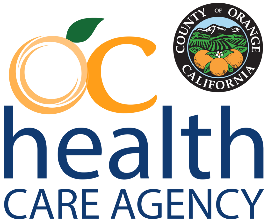 oc
COUNTY OF ORANGE
CALIFORNIA
health
CARE AGENCY